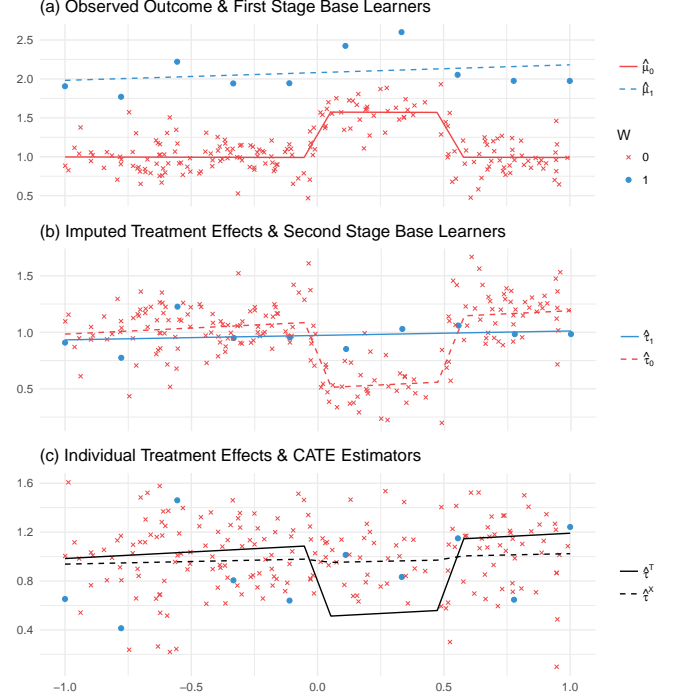 (a) Observed Outcome & First Stage Base Learners
2.5
2.0
1.5
1.0
0.5
μ̂₀
μ̂₁
W
0
1
(b) Imputed Treatment Effects & Second Stage Base Learners
1.5
1.0
0.5
τ̂₁
τ̂₀
(c) Individual Treatment Effects & CATE Estimators
1.6
1.2
0.8
0.4
τ̂ᵀ
τ̂ˣ
−1.0 −0.5 0.0 0.5 1.0